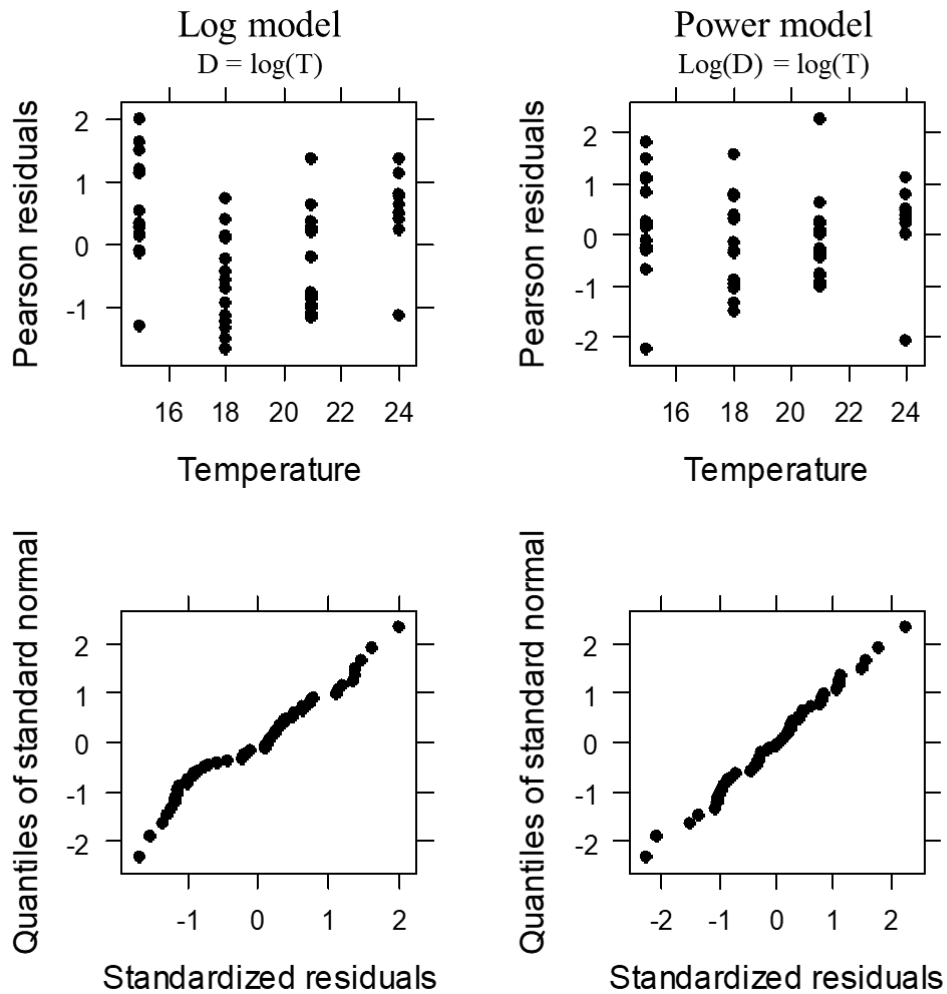 Log model
D = log(T)
Pearson residuals
2
1
0
-1
16 18 20 22 24
Temperature
Power model
Log(D) = log(T)
Pearson residuals
2
1
0
-1
-2
16 18 20 22 24
Temperature
Quantiles of standard normal
2
1
0
-1
-2
-1 0 1 2
Standardized residuals
Quantiles of standard normal
2
1
0
-1
-2
-2 -1 0 1 2
Standardized residuals